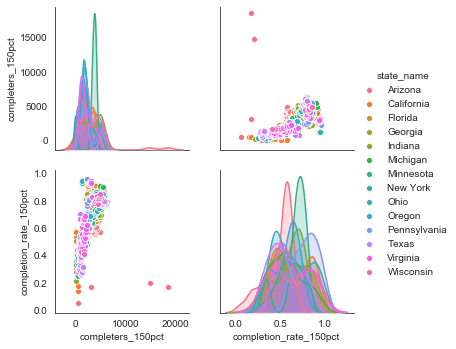 completers_150pct
15000
10000
5000
0
completion_rate_150pct
1.0
0.8
0.6
0.4
0.2
0.0
0
10000
20000
completers_150pct
0.0
0.5
1.0
completion_rate_150pct
state_name
Arizona
California
Florida
Georgia
Indiana
Michigan
Minnesota
New York
Ohio
Oregon
Pennsylvania
Texas
Virginia
Wisconsin